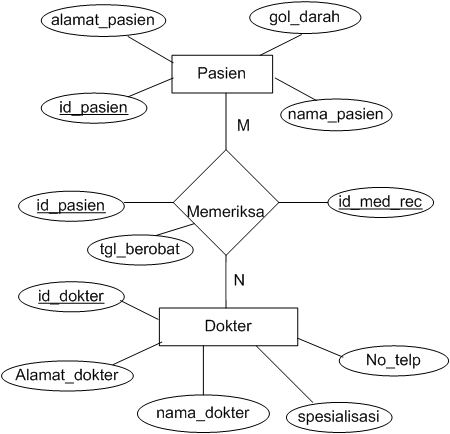 alamat_pasien
gol_darah
Pasien
id_pasien
nama_pasien
M
id_pasien
Memeriksa
id_med_rec
tgl_berobat
N
id_dokter
Dokter
No_telp
Alamat_dokter
nama_dokter
spesialisasi